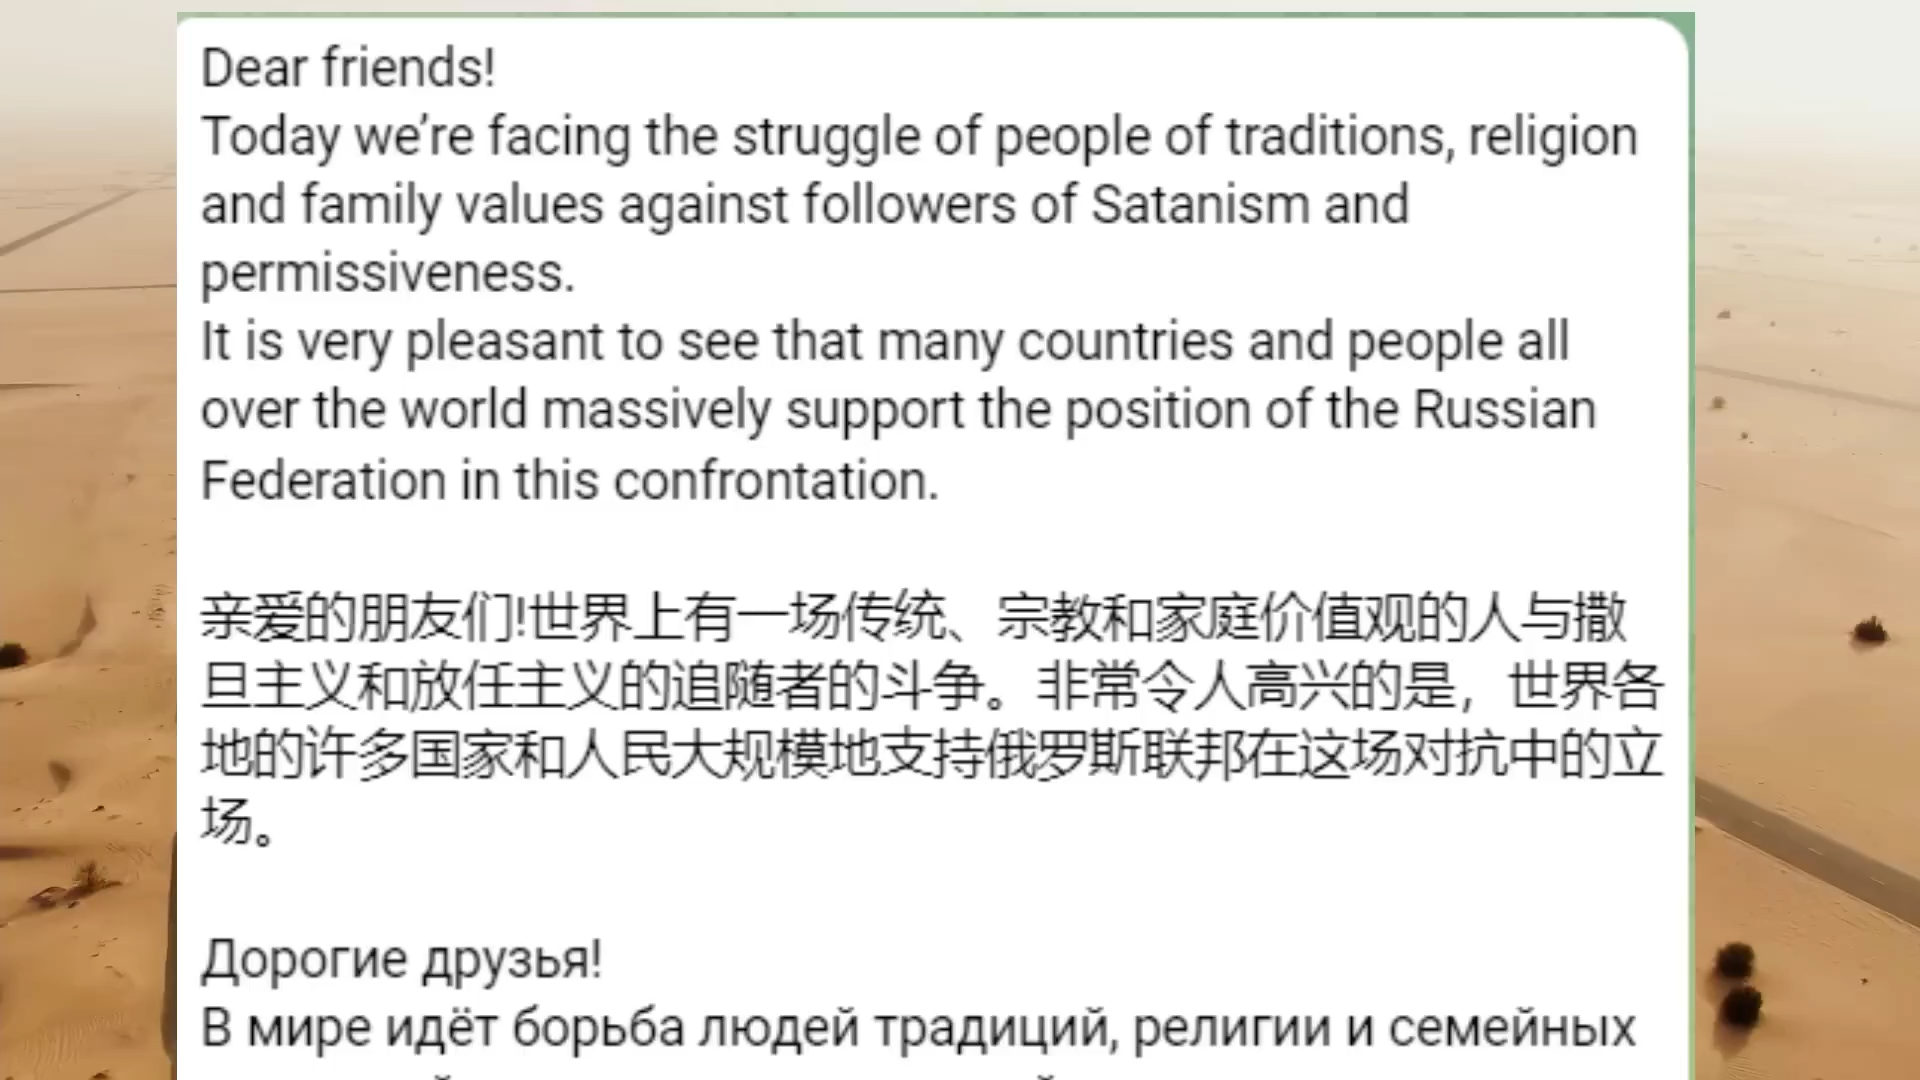 Dear friends!
Today we’re facing the struggle of people of traditions, religion
and family values against followers of Satanism and
permissiveness.
It is very pleasant to see that many countries and people all
over the world massively support the position of the Russian
Federation in this confrontation.
亲爱的朋友们!世界上有一场传统、宗教和家庭价值观的人与撒
旦主义和放任主义的追随者的斗争。非常令人高兴的是，世界各
地的许多国家和人民大规模地支持俄罗斯联邦在这场对抗中的立
场。
Дорогие друзья!
В мире идёт борьба людей традиций, религии и семейных